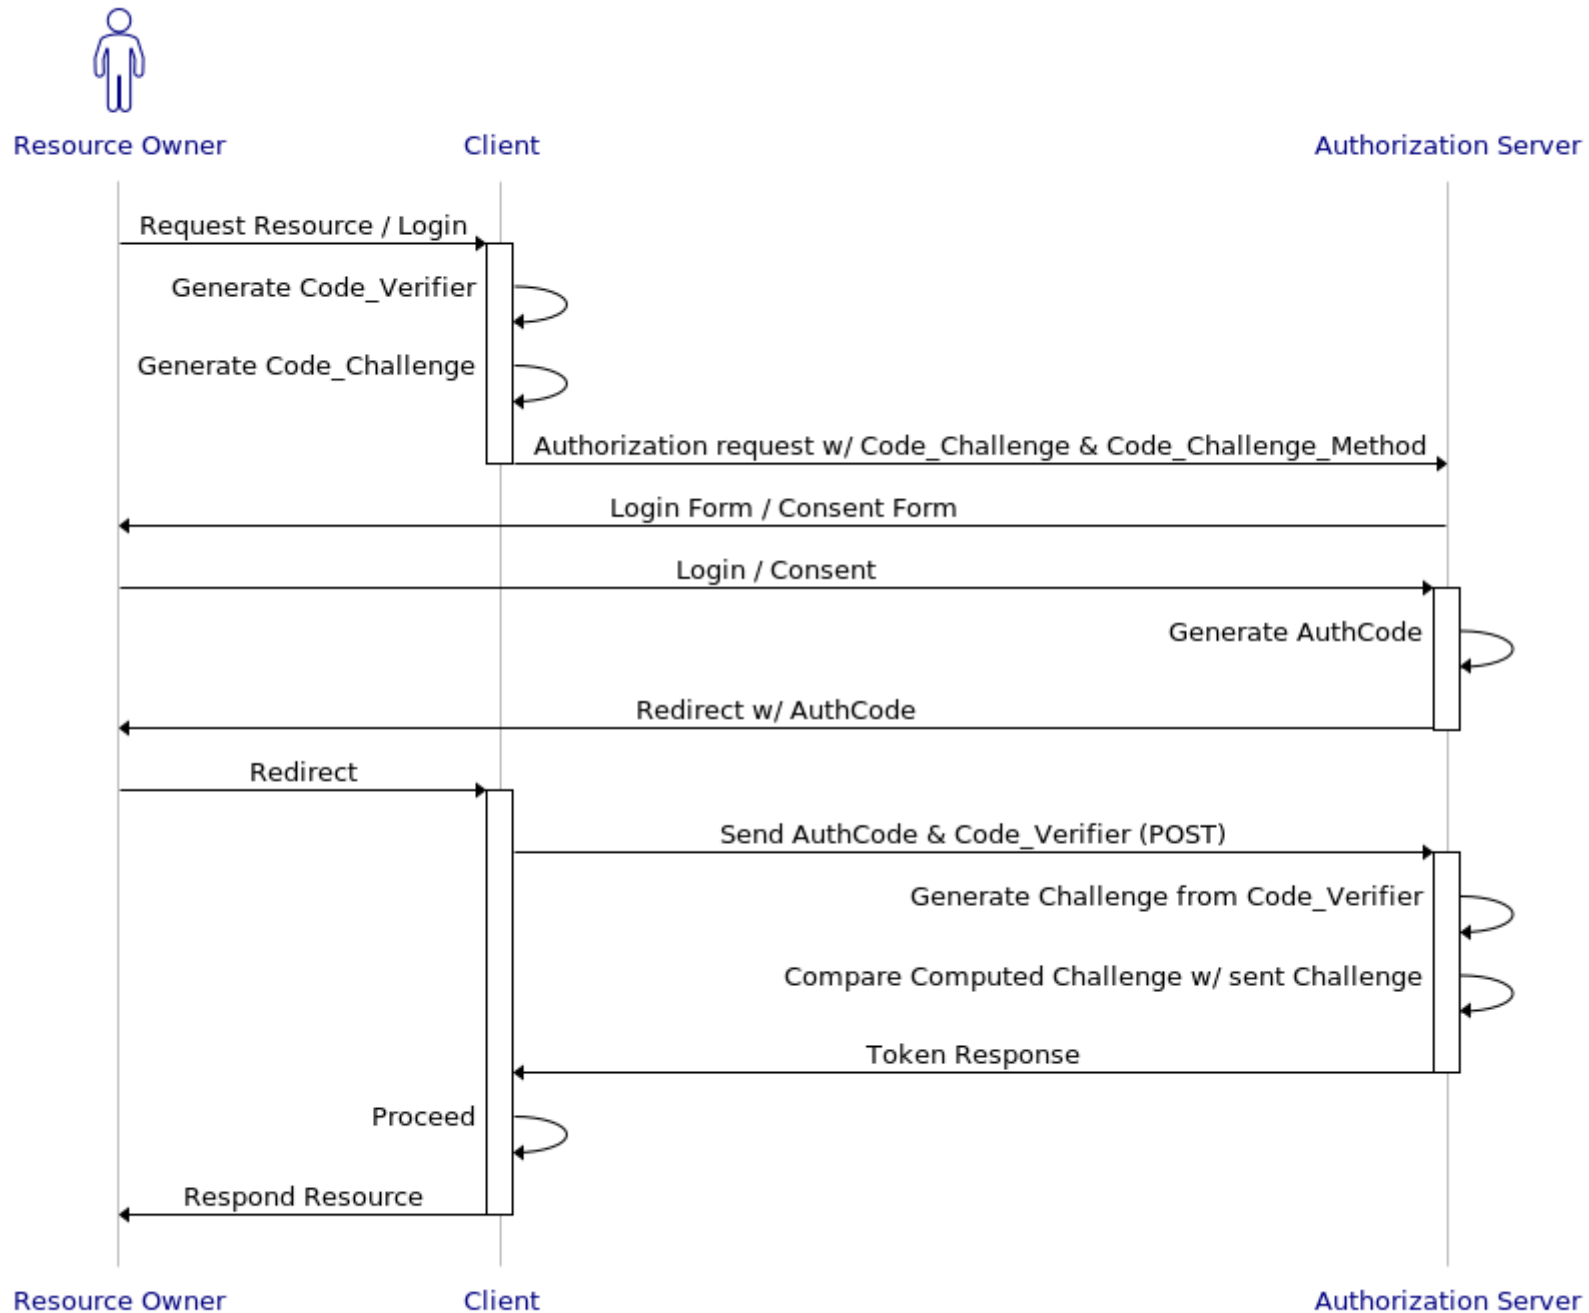 Resource Owner
Client
Authorization Server
Request Resource / Login
Generate Code_Verifier
Generate Code_Challenge
Authorization request w/ Code_Challenge & Code_Challenge_Method
Login Form / Consent Form
Login / Consent
Generate AuthCode
Redirect w/ AuthCode
Redirect
Send AuthCode & Code_Verifier (POST)
Generate Challenge from Code_Verifier
Compare Computed Challenge w/ sent Challenge
Token Response
Proceed
Respond Resource
Resource Owner
Client
Authorization Server